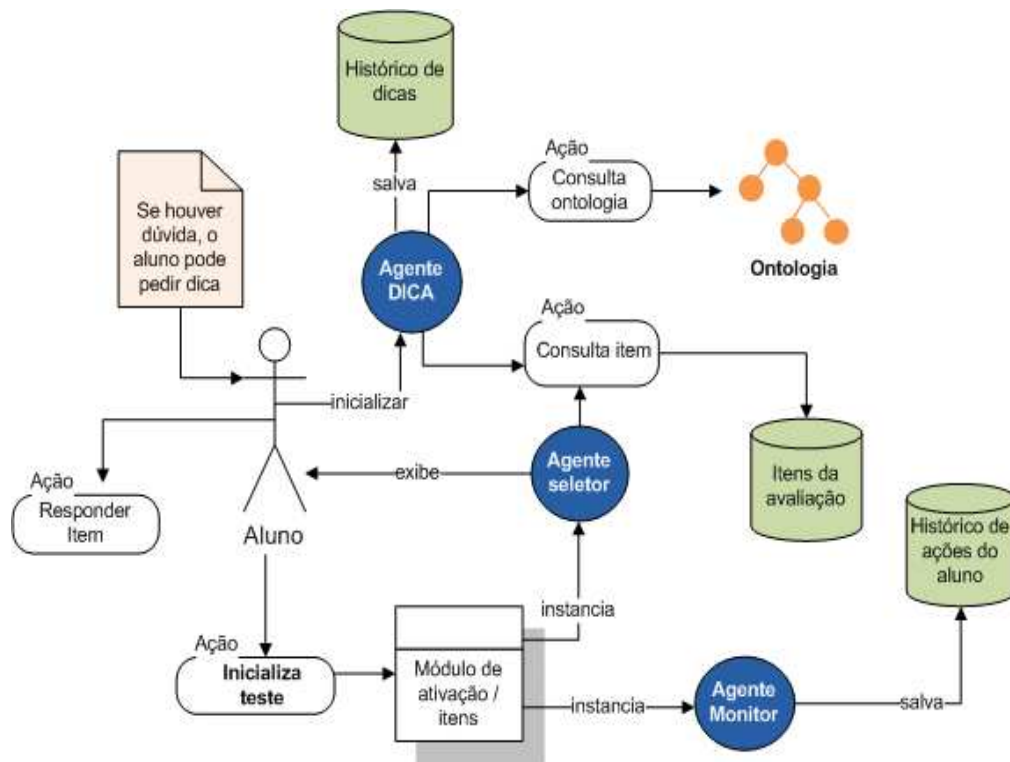 Histórico de
dicas
Ação
Consulta
ontologia
salva
Se houver
dúvida, o
aluno pode
pedir dica
Agente
DICA
Ontologia
Ação
Consulta item
inicializar
Agente
seletor
exibe
Itens da
avaliação
Ação
Responder
Item
Aluno
Histórico de
ações do
aluno
instancia
Ação
Inicializa
teste
Módulo de
ativação /
itens
instancia
Agente
Monitor
salva